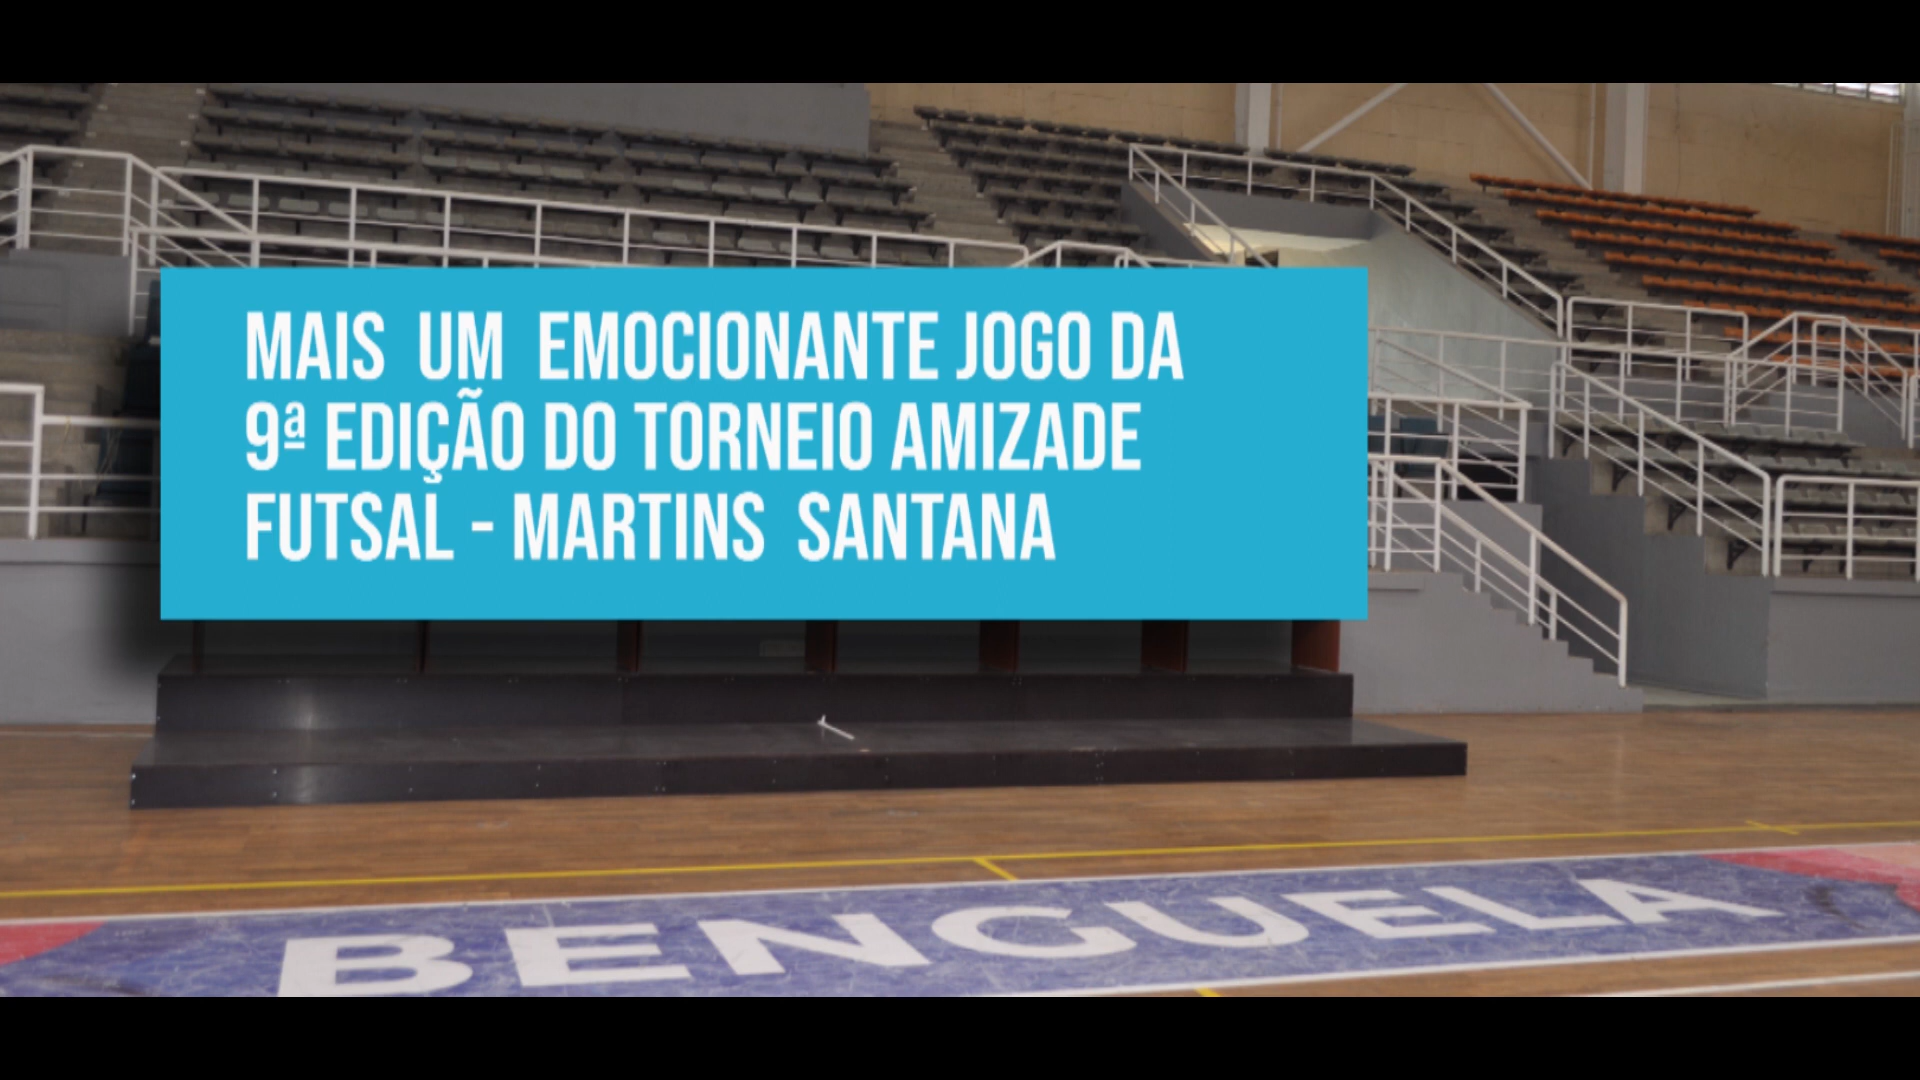 MAIS UM EMOCIONANTE JOGO DA
9ª EDIÇÃO DO TORNEIO AMIZADE
FUTSAL - MARTINS SANTANA
BENGUELA